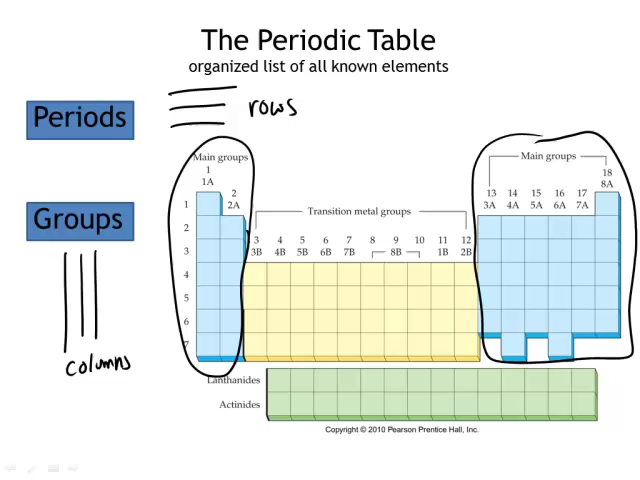 The Periodic Table
organized list of all known elements
Periods
rows
Groups
columns
Main groups
1
1A
2
2A
Transition metal groups
3 4 5 6 7 8 9 10 11 12
3B 4B 5B 6B 7B 8B 1B 2B
Main groups
18
8A
13 14 15 16 17
3A 4A 5A 6A 7A
1
2
3
4
5
6
7
Lanthanides
Actinides
Copyright © 2010 Pearson Prentice Hall, Inc.